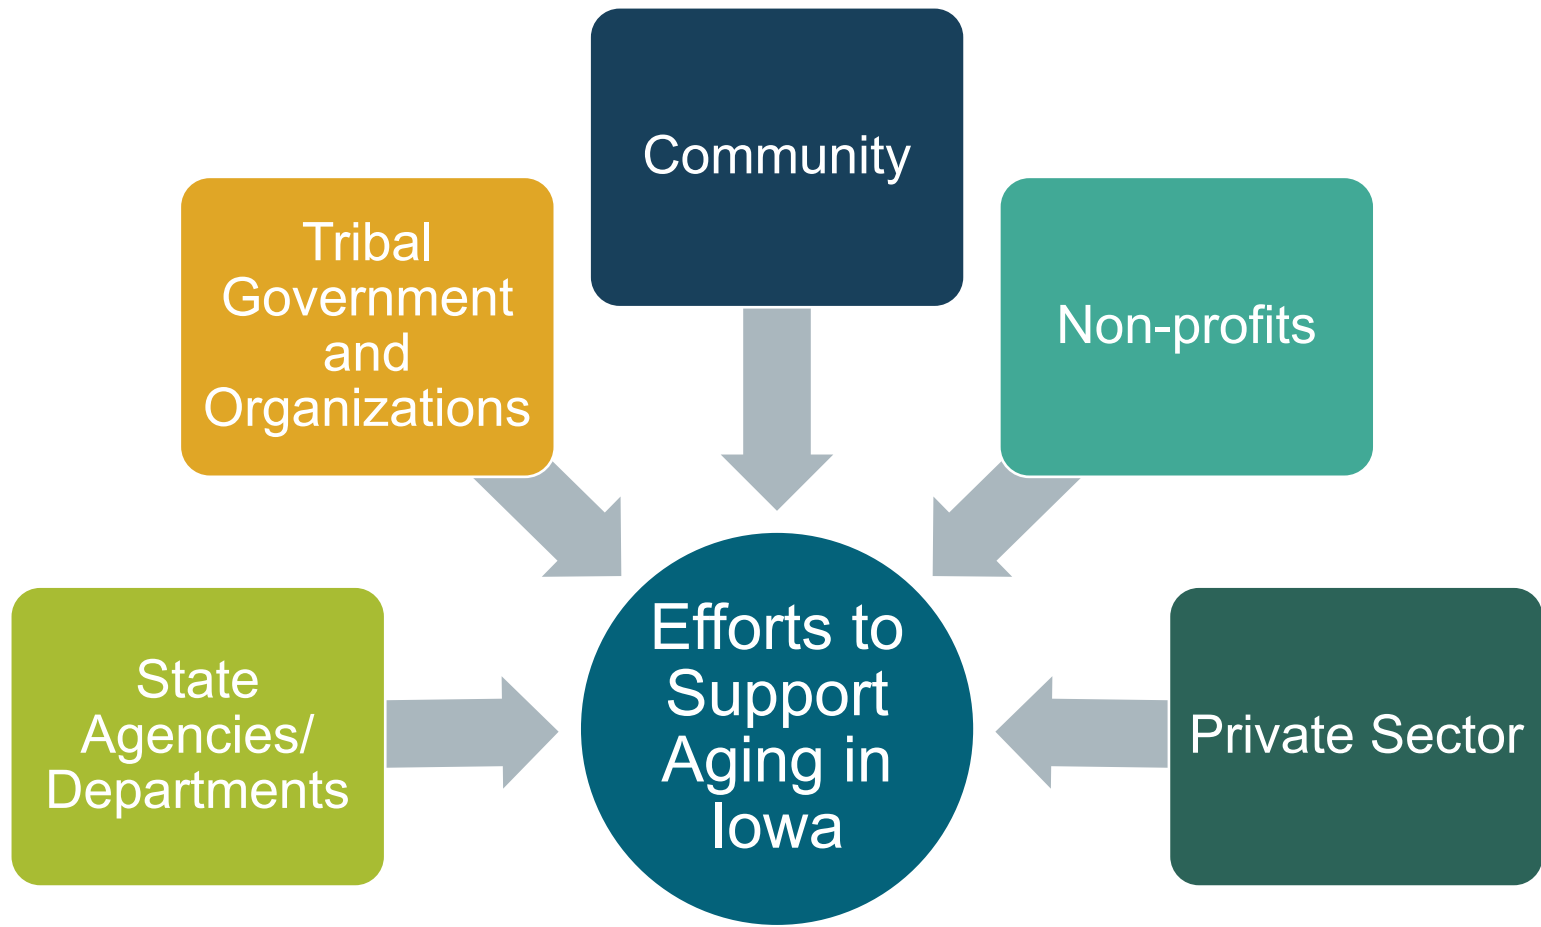 Community
Tribal
Government
and
Organizations
Non-profits
State
Agencies/
Departments
Efforts to
Support
Aging in
Iowa
Private Sector